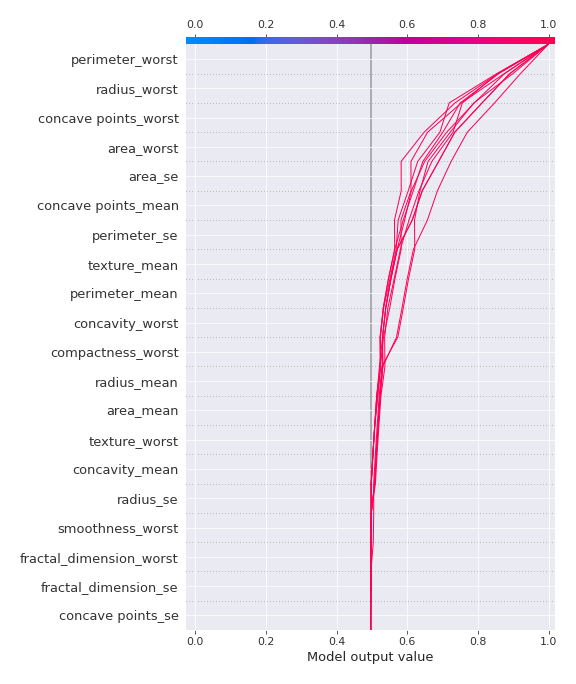 0.0 0.2 0.4 0.6 0.8 1.0
perimeter_worst
radius_worst
concave points_worst
area_worst
area_se
concave points_mean
perimeter_se
texture_mean
perimeter_mean
concavity_worst
compactness_worst
radius_mean
area_mean
texture_worst
concavity_mean
radius_se
smoothness_worst
fractal_dimension_worst
fractal_dimension_se
concave points_se
0.0 0.2 0.4 0.6 0.8 1.0
Model output value